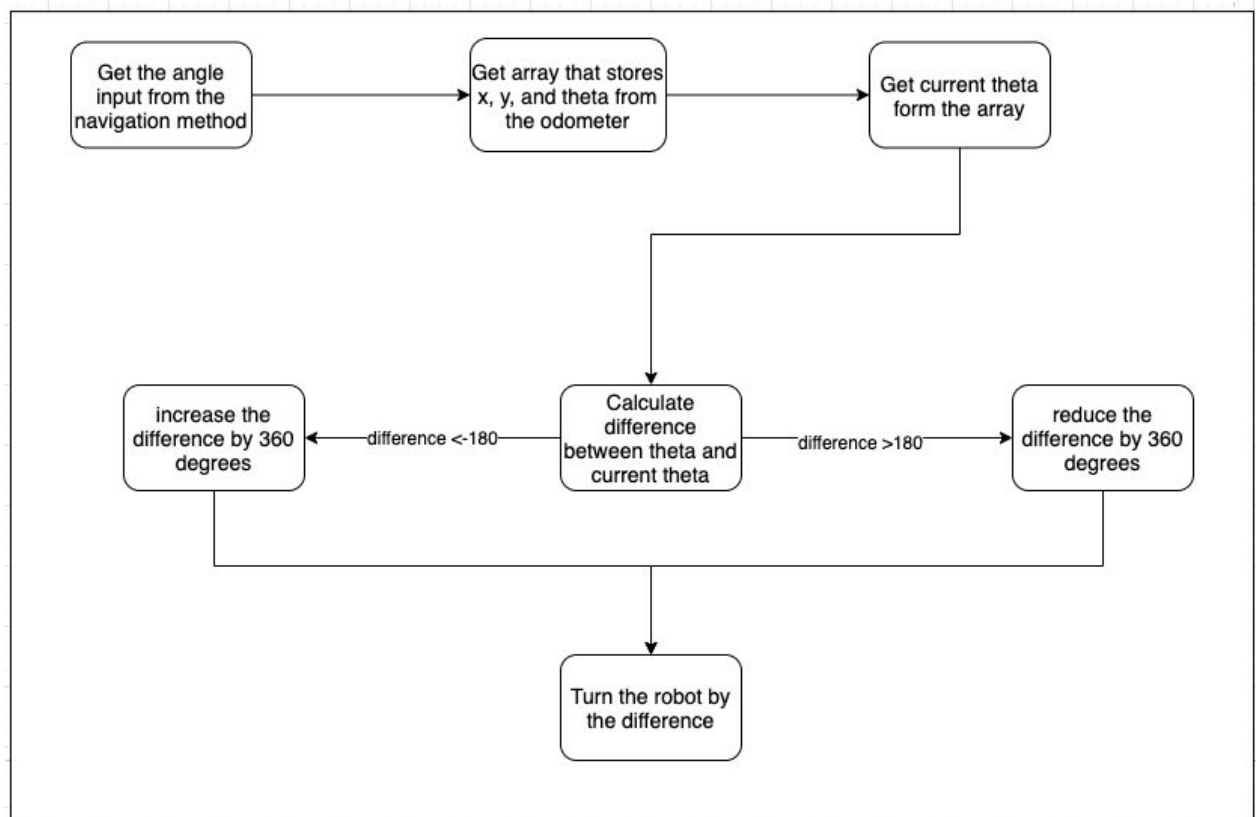 Get the angle
input from the
navigation method
Get array that stores
x, y, and theta from
the odometer
Get current theta
form the array
increase the
difference by 360
degrees
difference <-180
Calculate
difference
between theta and
current theta
difference >180
reduce the
difference by 360
degrees
Turn the robot by
the difference